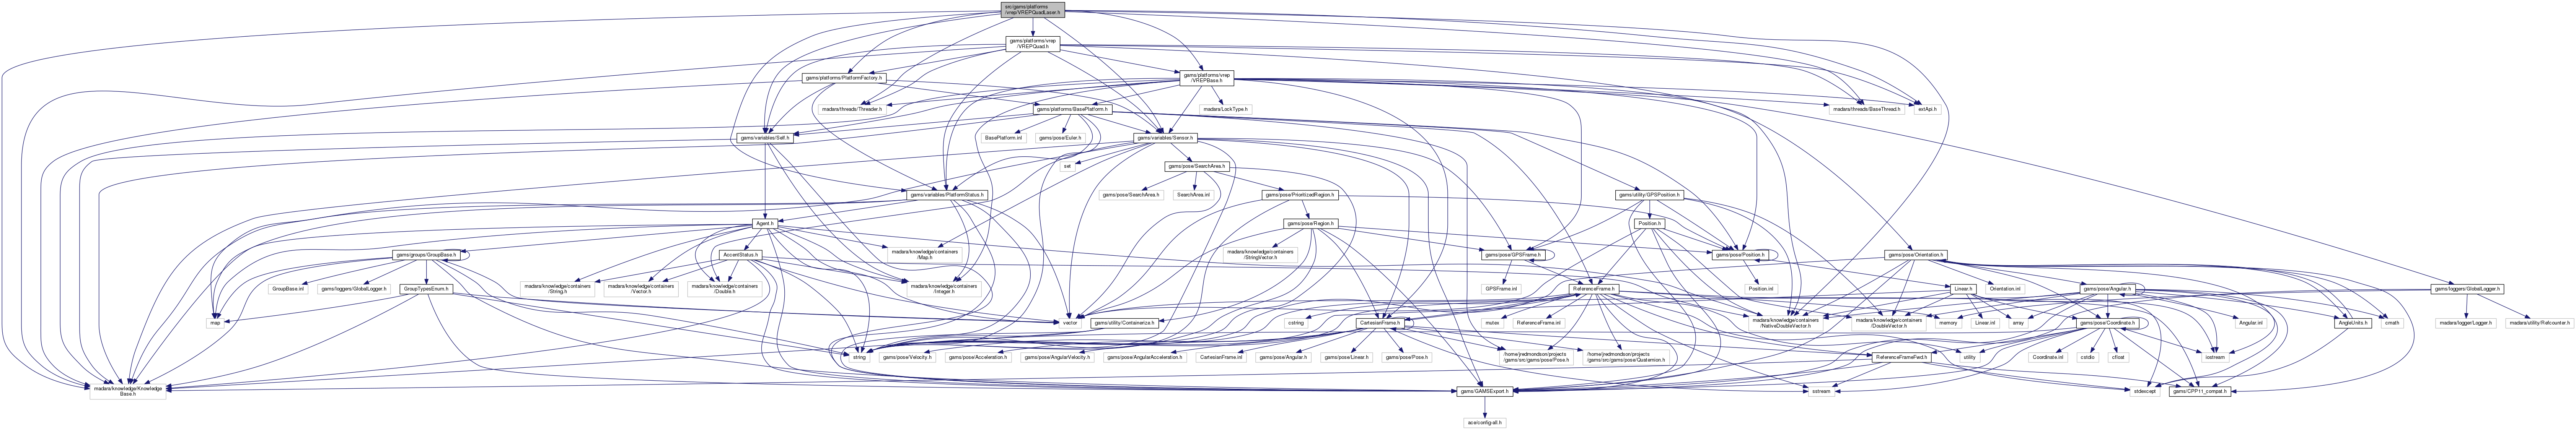 src/gams/platforms
/vrep/VREPQuadLaser.h
gams/platforms/vrep
/VREPQuad.h
gams/platforms/PlatformFactory.h
gams/platforms/vrep
/VREPBase.h
madara/threads/Threader.h
gams/platforms/BasePlatform.h
madara/LockType.h
madara/threads/BaseThread.h
extApi.h
gams/variables/Self.h
BasePlatform.inl
gams/pose/Euler.h
gams/variables/Sensor.h
set
gams/pose/SearchArea.h
gams/variables/PlatformStatus.h
gams/pose/SearchArea.h
SearchArea.inl
gams/pose/PrioritizedRegion.h
gams/utility/GPSPosition.h
Agent.h
gams/pose/Region.h
Position.h
gams/groups/GroupBase.h
AccentStatus.h
madara/knowledge/containers
/Map.h
madara/knowledge/containers
/StringVector.h
gams/pose/GPSFrame.h
gams/pose/Position.h
gams/pose/Orientation.h
GroupBase.inl
gams/loggers/GlobalLogger.h
GroupTypesEnum.h
madara/knowledge/containers
/String.h
madara/knowledge/containers
/Vector.h
madara/knowledge/containers
/Double.h
madara/knowledge/containers
/Integer.h
GPSFrame.inl
ReferenceFrame.h
Position.inl
Linear.h
Orientation.inl
gams/pose/Angular.h
gams/loggers/GlobalLogger.h
map
vector
gams/utility/Containerize.h
cstring
CartesianFrame.h
mutex
ReferenceFrame.inl
madara/knowledge/containers
/NativeDoubleVector.h
madara/knowledge/containers
/DoubleVector.h
memory
Linear.inl
array
gams/pose/Coordinate.h
Angular.inl
AngleUnits.h
cmath
madara/logger/Logger.h
madara/utility/Refcounter.h
string
gams/pose/Velocity.h
gams/pose/Acceleration.h
gams/pose/AngularVelocity.h
gams/pose/AngularAcceleration.h
CartesianFrame.inl
gams/pose/Angular.h
gams/pose/Linear.h
gams/pose/Pose.h
/home/jredmondson/projects
/gams/src/gams/pose/Pose.h
/home/jredmondson/projects
/gams/src/gams/pose/Quaternion.h
ReferenceFrameFwd.h
utility
Coordinate.inl
cstdio
cfloat
iostream
madara/knowledge/Knowledge
Base.h
gams/GAMSExport.h
sstream
stdexcept
gams/CPP11_compat.h
ace/config-all.h